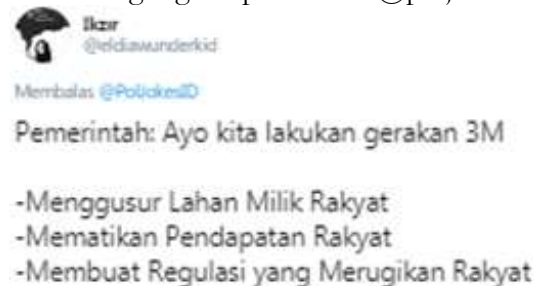 Ikzır
@eldiawunderkid
Membalas @PolJokesID
Pemerintah: Ayo kita lakukan gerakan 3M
-Menggusur Lahan Milik Rakyat
-Mematikan Pendapatan Rakyat
-Membuat Regulasi yang Merugikan Rakyat